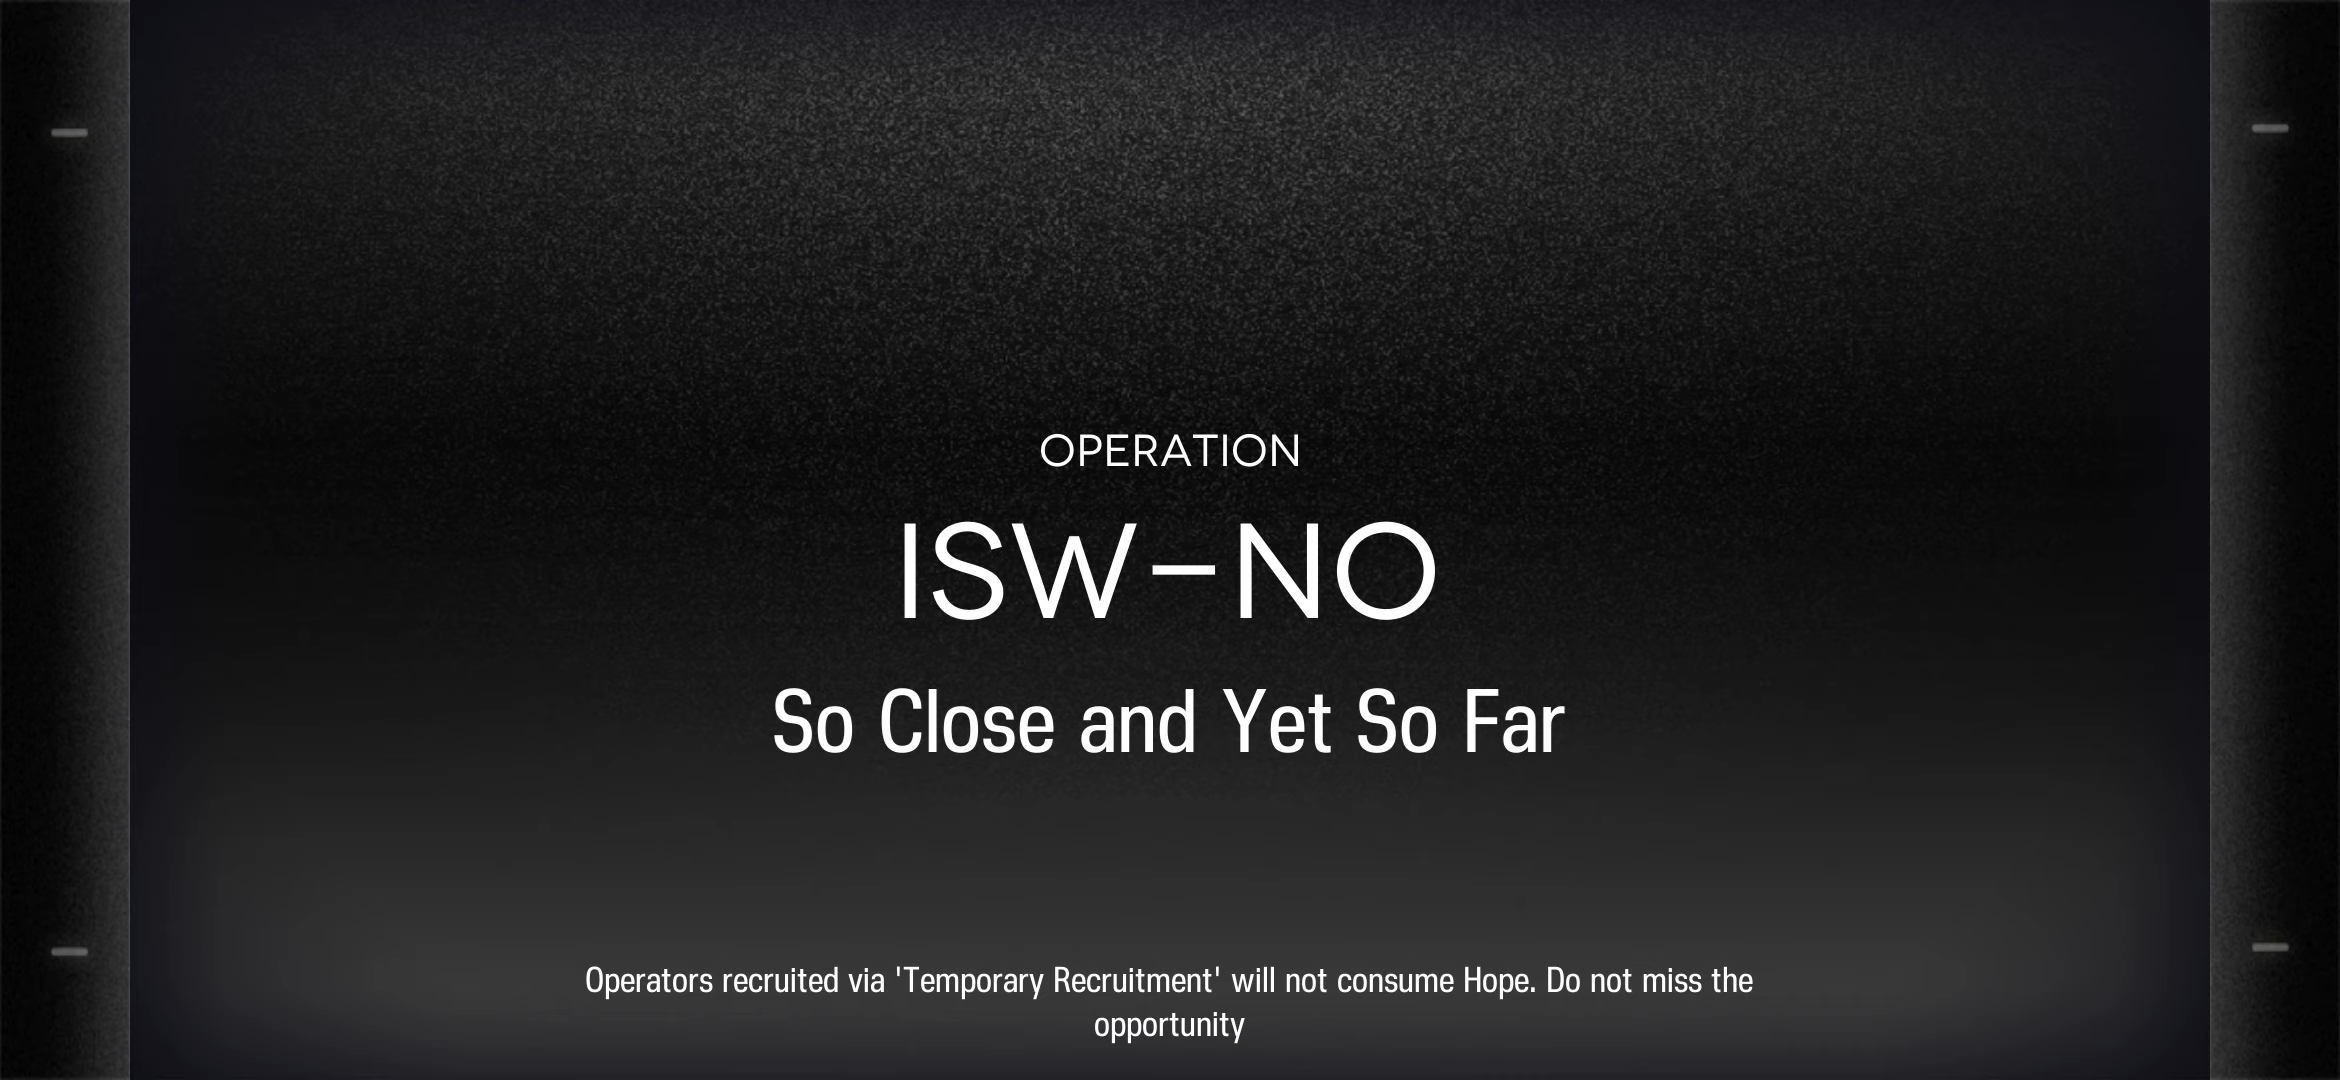 OPERATION
ISW-NO
So Close and Yet So Far
Operators recruited via 'Temporary Recruitment' will not consume Hope. Do not miss the
opportunity